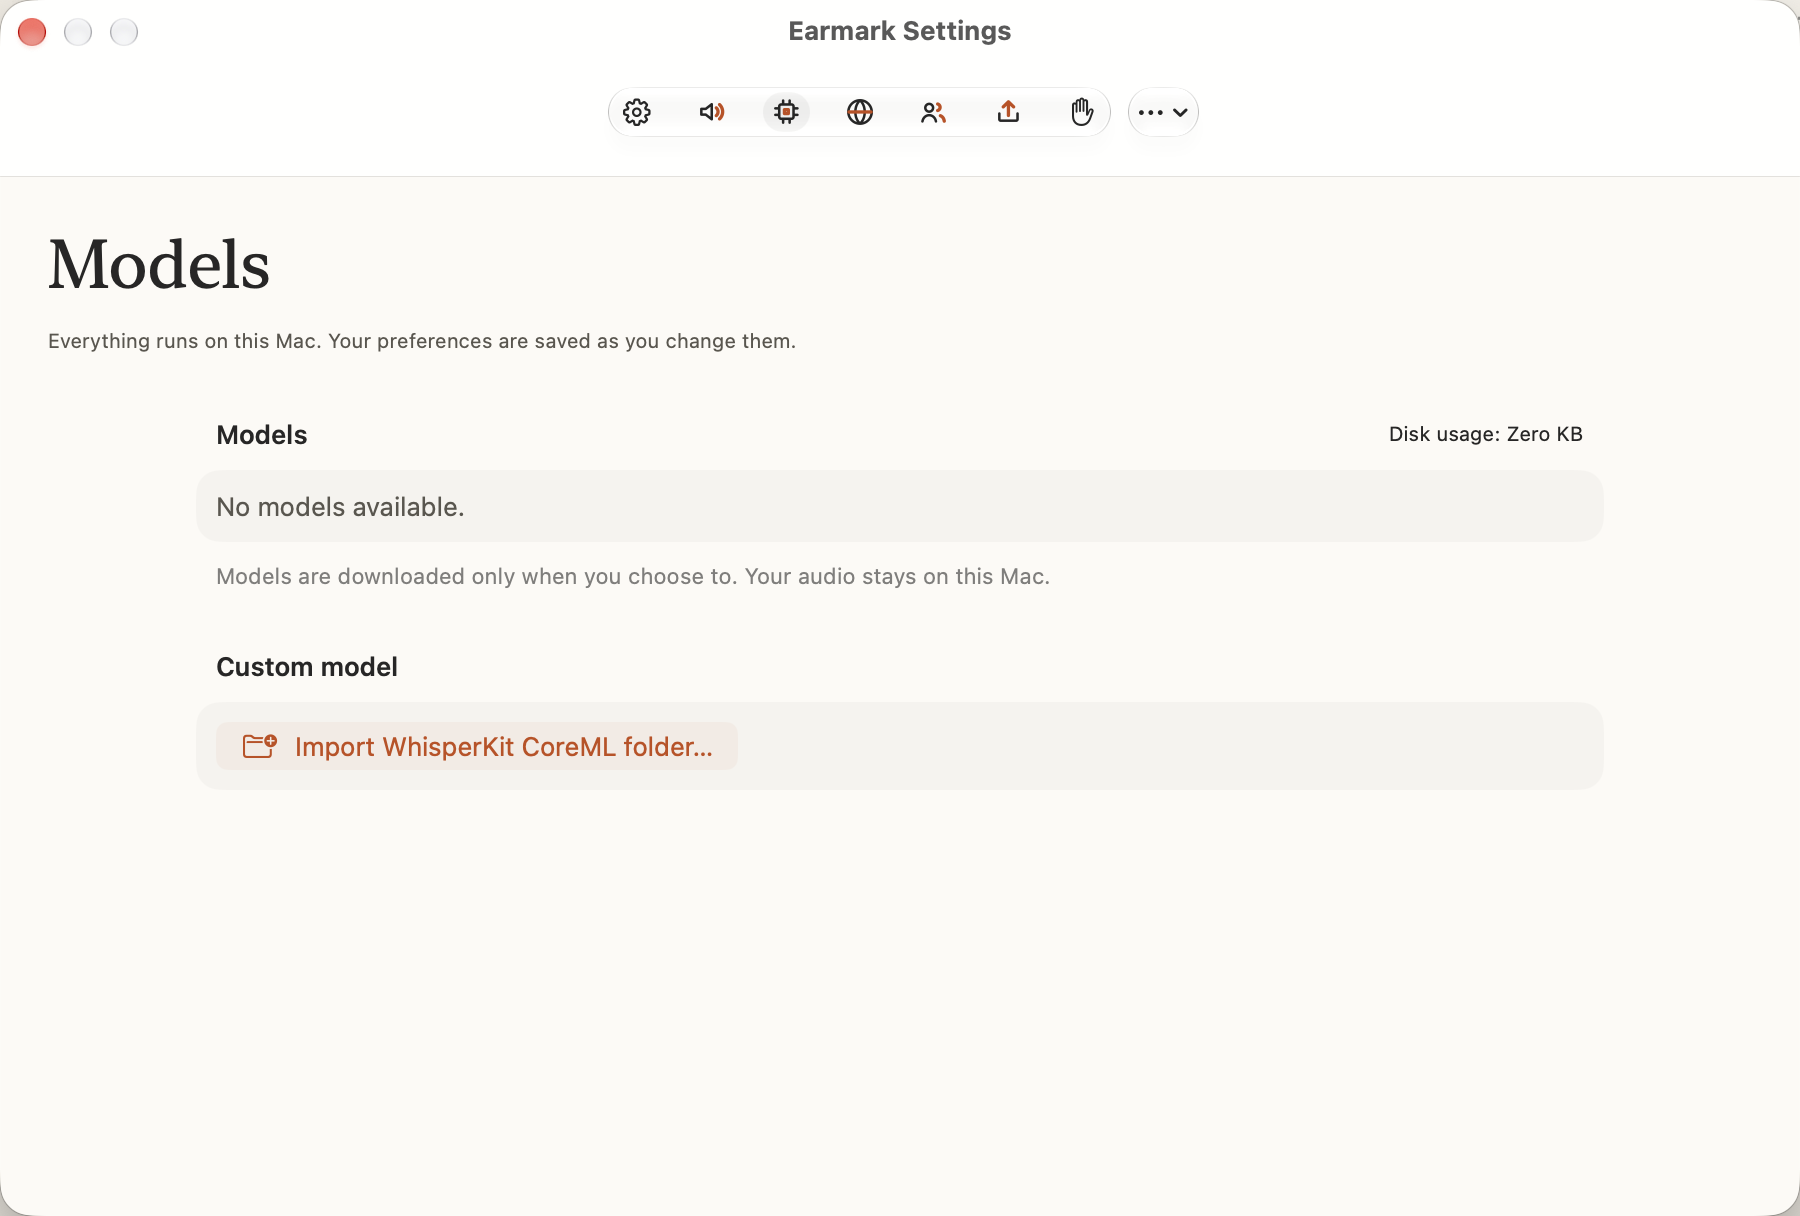 Earmark Settings
Models
Everything runs on this Mac. Your preferences are saved as you change them.
Models
Disk usage: Zero KB
No models available.
Models are downloaded only when you choose to. Your audio stays on this Mac.
Custom model
Import WhisperKit CoreML folder...